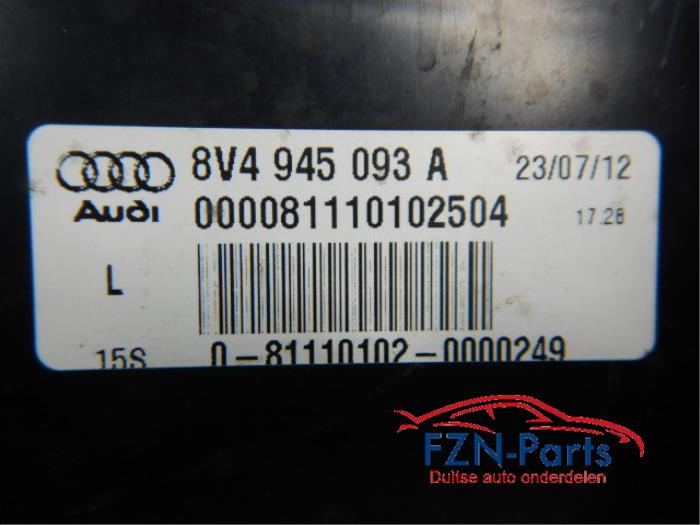 8V4 945 093 A 23/07/12
Audi 000081110102504 17.28
L
15S 0-81110102-0000249
FZN-Parts
Duitse auto onderdelen